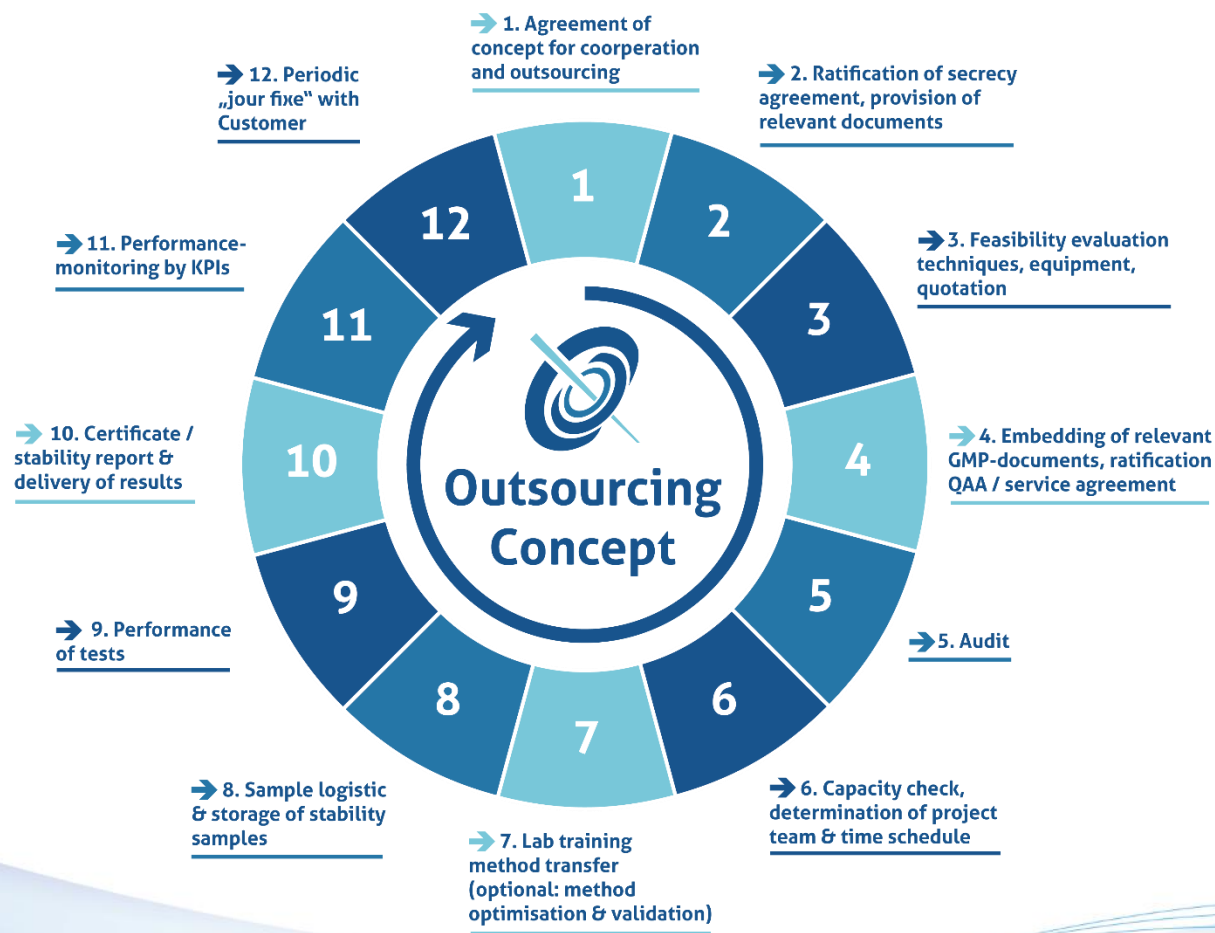 1. Agreement of
concept for coorperation
and outsourcing
2. Ratification of secrecy
agreement, provision of
relevant documents
3. Feasibility evaluation
techniques, equipment,
quotation
4. Embedding of relevant
GMP-documents, ratification
QAA / service agreement
5. Audit
6. Capacity check,
determination of project
team & time schedule
7. Lab training
method transfer
(optional: method
optimisation & validation)
8. Sample logistic
& storage of stability
samples
9. Performance
of tests
10. Certificate /
stability report &
delivery of results
11. Performance-
monitoring by KPIs
12. Periodic
„jour fixe“ with
Customer
1
2
3
4
5
6
7
8
9
10
11
12
Outsourcing
Concept